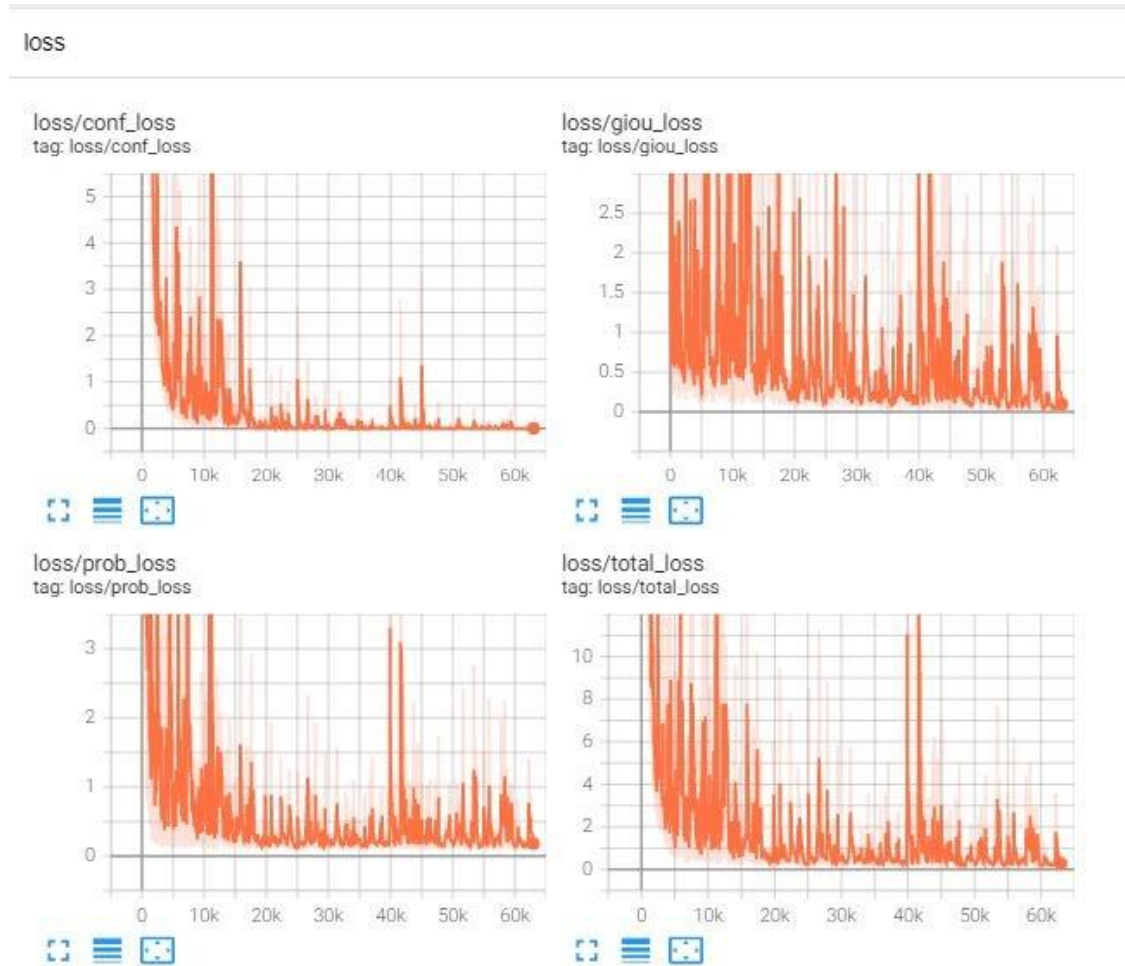 loss
loss/conf_loss
tag: loss/conf_loss
5
4
3
2
1
0
0 10k 20k 30k 40k 50k 60k
loss/giou_loss
tag: loss/giou_loss
2.5
2
1.5
1
0.5
0
0 10k 20k 30k 40k 50k 60k
loss/prob_loss
tag: loss/prob_loss
3
2
1
0
0 10k 20k 30k 40k 50k 60k
loss/total_loss
tag: loss/total_loss
10
8
6
4
2
0
0 10k 20k 30k 40k 50k 60k